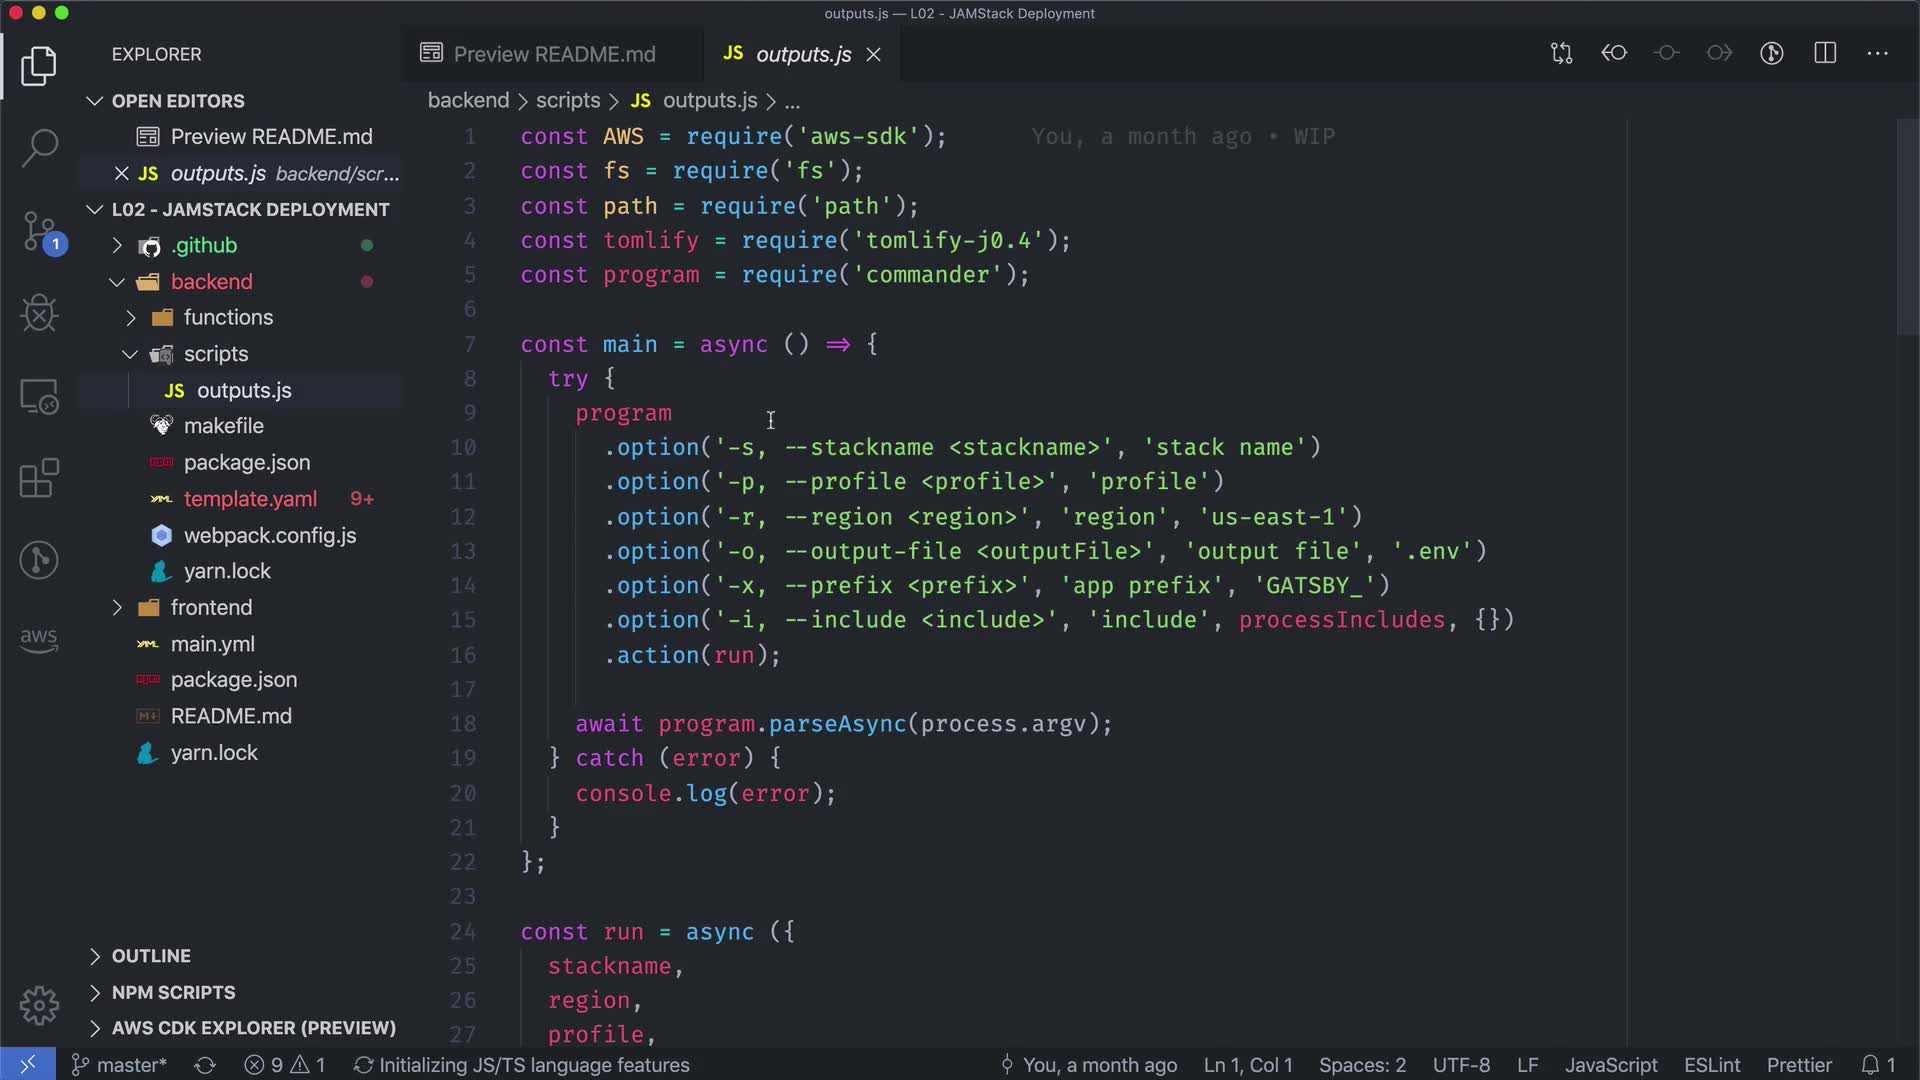 outputs.js — L02 - JAMStack Deployment
EXPLORER
OPEN EDITORS
Preview README.md
JS outputs.js backend/scr...
L02 - JAMSTACK DEPLOYMENT
.github
backend
functions
scripts
JS outputs.js
makefile
package.json
template.yaml 9+
webpack.config.js
yarn.lock
frontend
main.yml
package.json
README.md
yarn.lock
OUTLINE
NPM SCRIPTS
AWS CDK EXPLORER (PREVIEW)
1
aws
Preview README.md
JS outputs.js
backend > scripts > JS outputs.js > ...
1 const AWS = require('aws-sdk'); You, a month ago • WIP
2 const fs = require('fs');
3 const path = require('path');
4 const tomlify = require('tomlify-j0.4');
5 const program = require('commander');
6
7 const main = async () => {
8 try {
9 program
10 .option('-s, --stackname <stackname>', 'stack name')
11 .option('-p, --profile <profile>', 'profile')
12 .option('-r, --region <region>', 'region', 'us-east-1')
13 .option('-o, --output-file <outputFile>', 'output file', '.env')
14 .option('-x, --prefix <prefix>', 'app prefix', 'GATSBY_')
15 .option('-i, --include <include>', 'include', processIncludes, {})
16 .action(run);
17
18 await program.parseAsync(process.argv);
19 } catch (error) {
20 console.log(error);
21 }
22 };
23
24 const run = async ({
25 stackname,
26 region,
27 profile,
master* 9 1 Initializing JS/TS language features You, a month ago Ln 1, Col 1 Spaces: 2 UTF-8 LF JavaScript ESLint Prettier 1